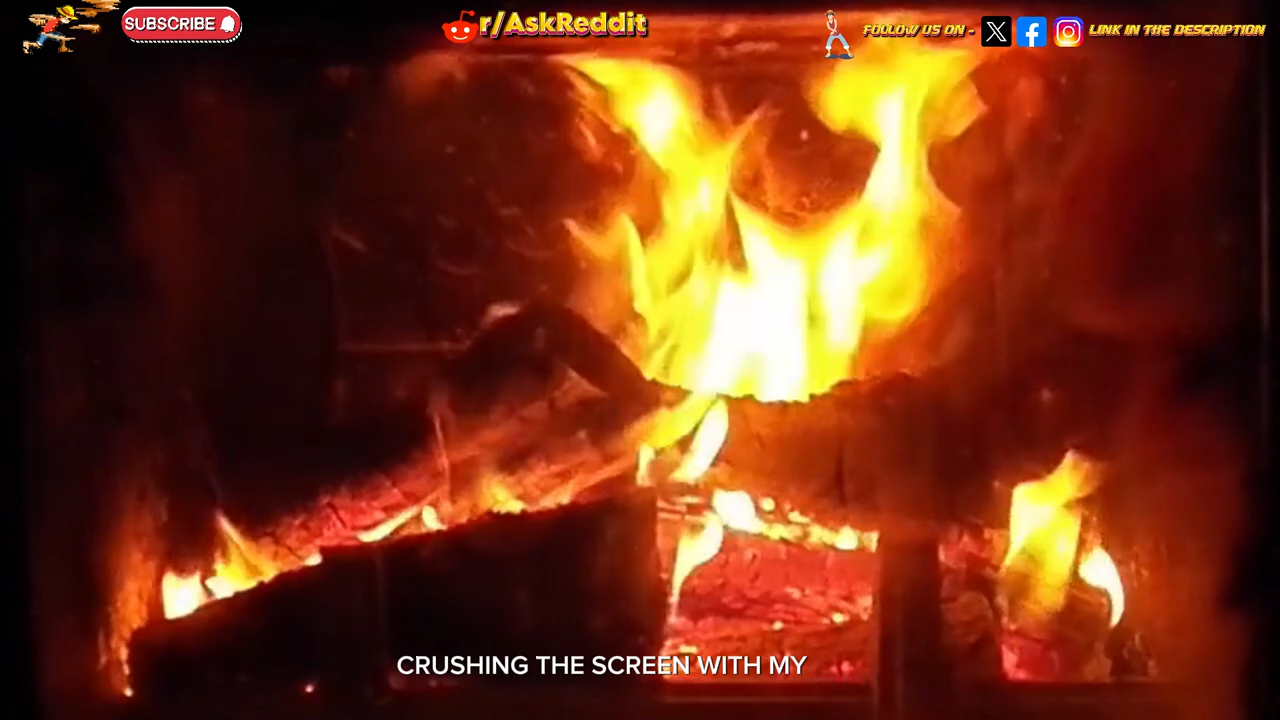 SUBSCRIBE
r/AskReddit
FOLLOW US ON -
LINK IN THE DESCRIPTION
CRUSHING THE SCREEN WITH MY